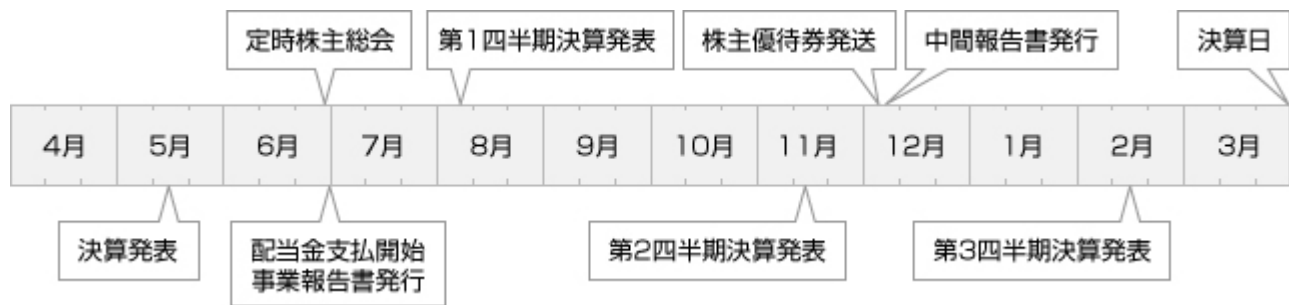 定時株主総会
第1四半期決算発表
株主優待券発送
中間報告書発行
決算日
4月
5月
6月
7月
8月
9月
10月
11月
12月
1月
2月
3月
決算発表
配当金支払開始
事業報告書発行
第2四半期決算発表
第3四半期決算発表